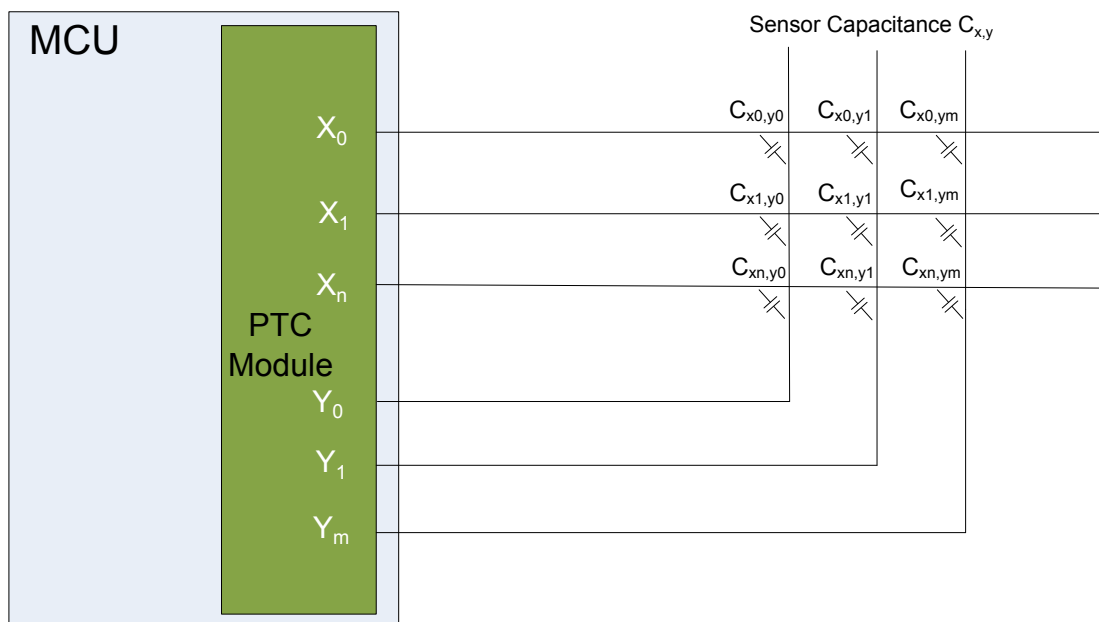 MCU
Sensor Capacitance Cx,y
X0
Cx0,y0 Cx0,y1 Cx0,ym
X1
Cx1,y0 Cx1,y1 Cx1,ym
Xn
Cxn,y0 Cxn,y1 Cxn,ym
PTC
Module
Y0
Y1
Ym